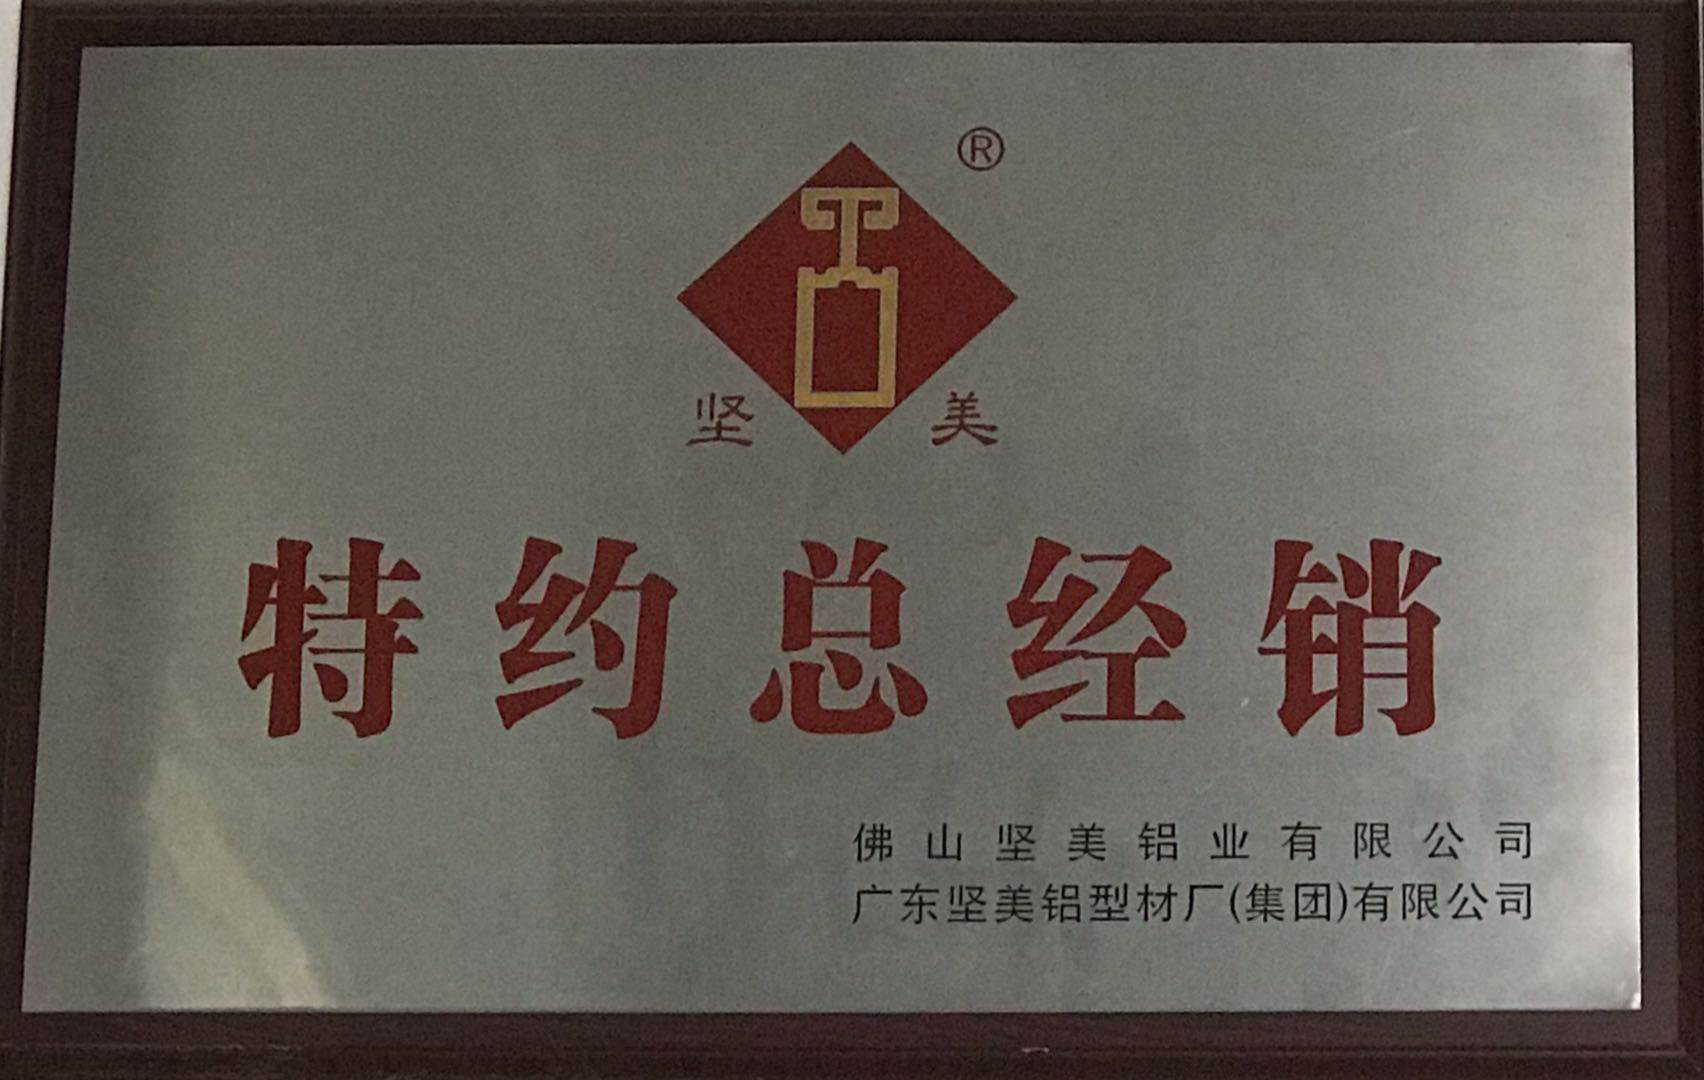 ®
坚 美
特约总经销
佛山坚美铝业有限公司
广东坚美铝型材厂(集团)有限公司